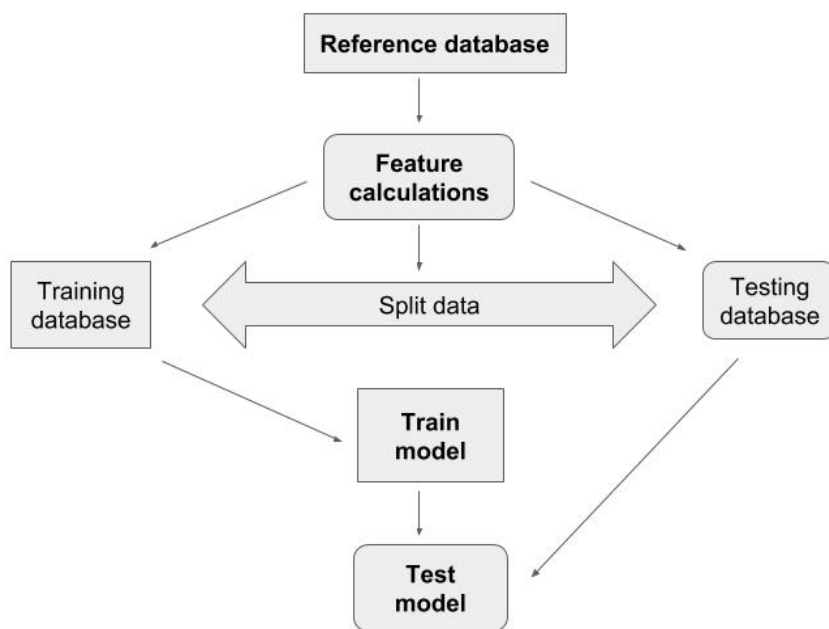 Reference database
Feature
calculations
Training
database
Split data
Testing
database
Train
model
Test
model